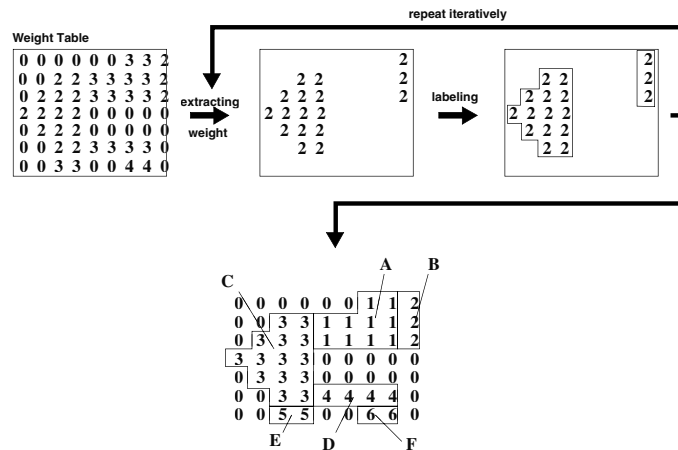 repeat iteratively
Weight Table
0 0 0 0 0 0 3 3 2
0 0 2 2 3 3 3 3 2
0 2 2 2 3 3 3 3 2
2 2 2 2 0 0 0 0 0
0 2 2 2 0 0 0 0 0
0 0 2 2 3 3 3 3 0
0 0 3 3 0 0 4 4 0
extracting
weight
2
2 2 2
2 2 2 2
2 2 2 2
2 2 2
2 2
labeling
2
2 2 2
2 2 2 2
2 2 2 2
2 2 2
2 2
A B
C
0 0 0 0 0 0 1 1 2
0 0 3 3 1 1 1 1 2
0 3 3 3 1 1 1 1 2
3 3 3 3 0 0 0 0 0
0 3 3 3 0 0 0 0 0
0 0 3 3 4 4 4 4 0
0 0 5 5 0 0 6 6 0
E D F